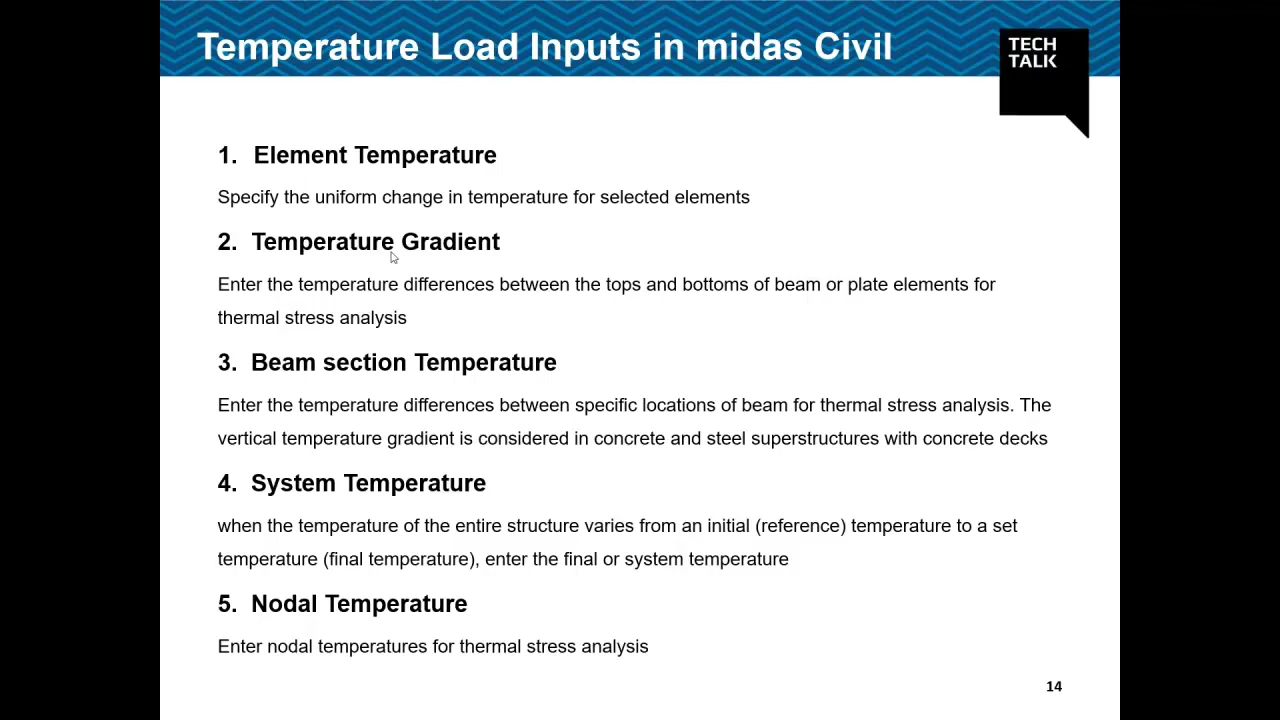 Temperature Load Inputs in midas Civil
TECH
TALK
1. Element Temperature
Specify the uniform change in temperature for selected elements
2. Temperature Gradient
Enter the temperature differences between the tops and bottoms of beam or plate elements for
thermal stress analysis
3. Beam section Temperature
Enter the temperature differences between specific locations of beam for thermal stress analysis. The
vertical temperature gradient is considered in concrete and steel superstructures with concrete decks
4. System Temperature
when the temperature of the entire structure varies from an initial (reference) temperature to a set
temperature (final temperature), enter the final or system temperature
5. Nodal Temperature
Enter nodal temperatures for thermal stress analysis
14